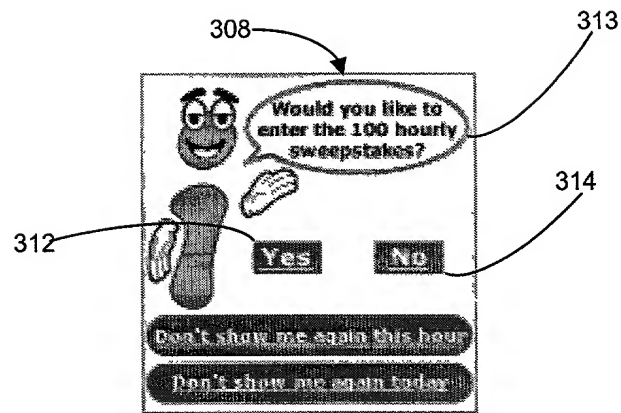 308
313
Would you like to
enter the 100 hourly
sweepstakes?
314
312
Yes No
Don't show me again this hour
Don't show me again today